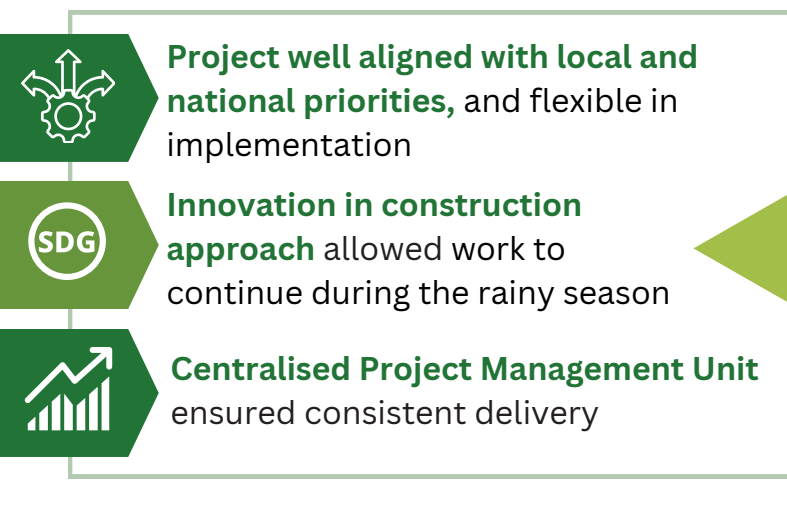 Project well aligned with local and
national priorities, and flexible in
implementation
SDG
Innovation in construction
approach allowed work to
continue during the rainy season
Centralised Project Management Unit
ensured consistent delivery